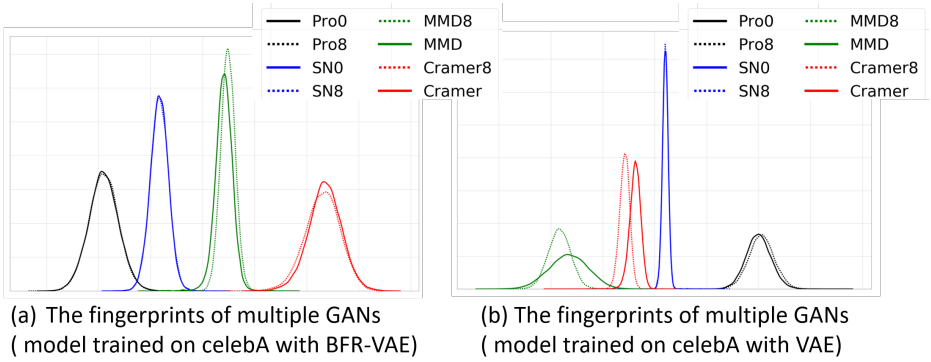 Pro0
Pro8
SN0
SN8
MMD8
MMD
Cramer8
Cramer
Pro0
Pro8
SN0
SN8
MMD8
MMD
Cramer8
Cramer
(a) The fingerprints of multiple GANs
( model trained on celebA with BFR-VAE)
(b) The fingerprints of multiple GANs
( model trained on celebA with VAE)